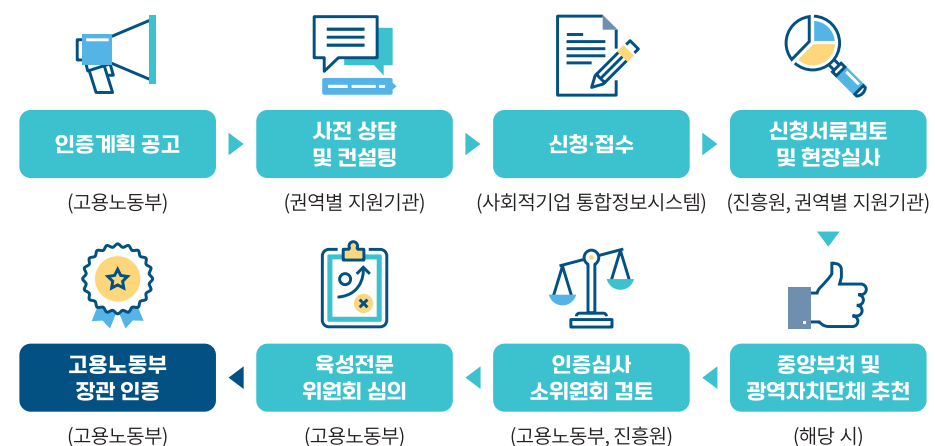 인증계획 공고
(고용노동부)
사전 상담
및 컨설팅
(권역별 지원기관)
신청·접수
(사회적기업 통합정보시스템)
신청서류검토
및 현장실사
(진흥원, 권역별 지원기관)
중앙부처 및
광역자치단체 추천
(해당 시)
인증심사
소위원회 검토
(고용노동부, 진흥원)
육성전문
위원회 심의
(고용노동부)
고용노동부
장관 인증
(고용노동부)